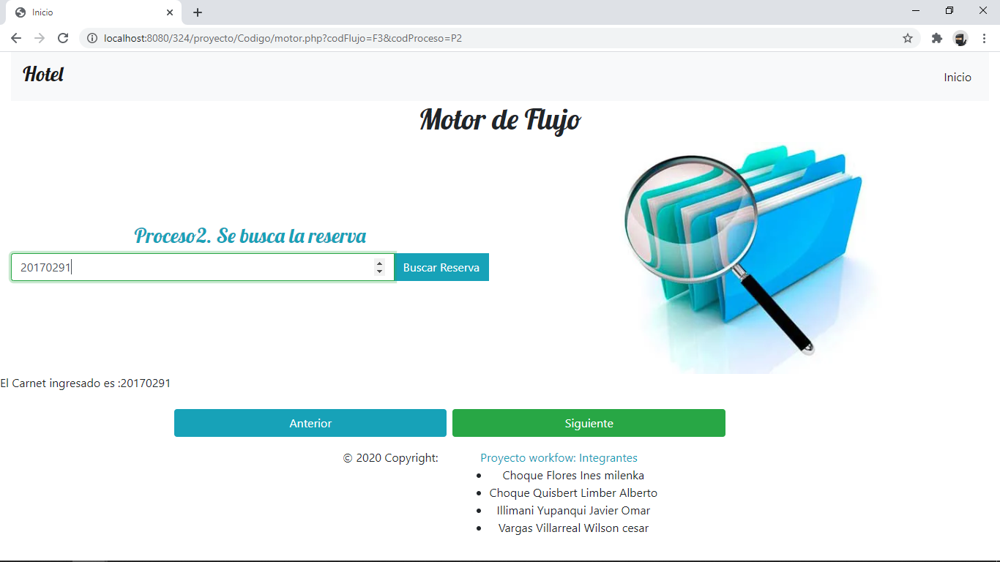 Inicio
localhost:8080/324/proyecto/Codigo/motor.php?codFlujo=F3&codProceso=P2
Hotel
Inicio
Motor de Flujo
Proceso2. Se busca la reserva
20170291
Buscar Reserva
El Carnet ingresado es :20170291
Anterior
Siguiente
© 2020 Copyright:
Proyecto workfow: Integrantes
Choque Flores Ines milenka
Choque Quisbert Limber Alberto
Illimani Yupanqui Javier Omar
Vargas Villarreal Wilson cesar